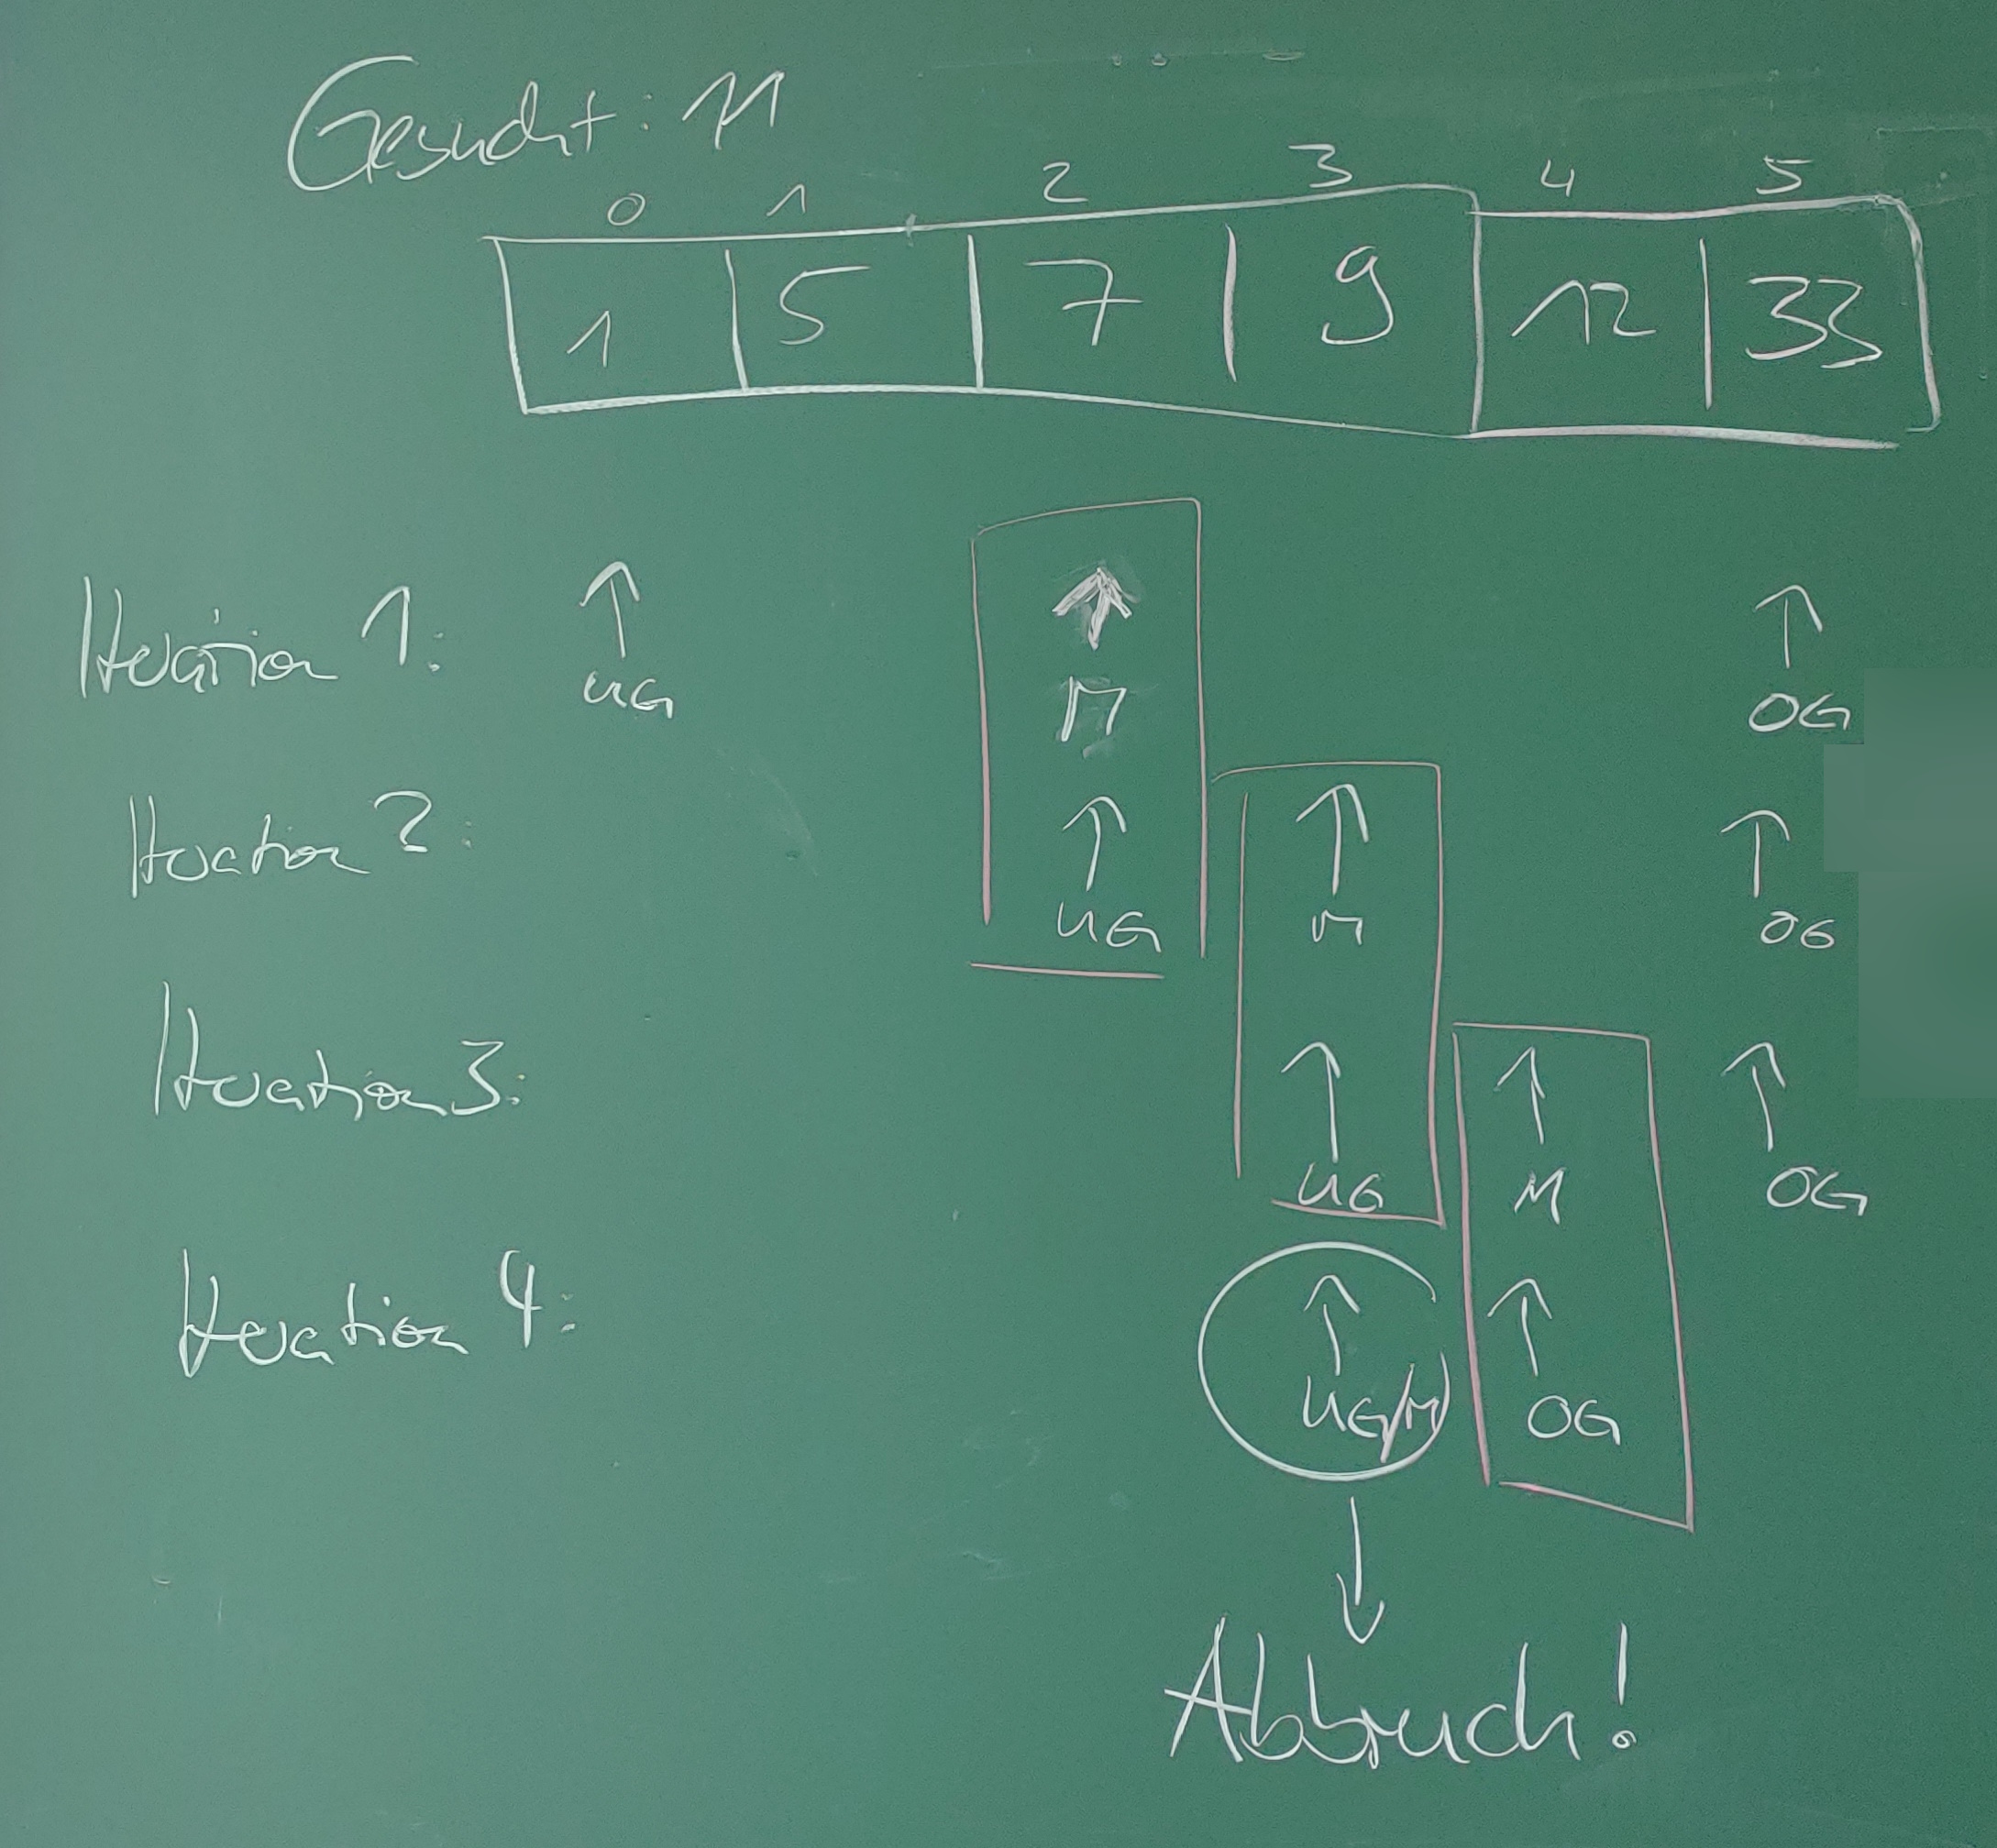 Gesucht: 11
0 1 2 3 4 5
1 5 7 9 12 33
Iteration 1: UG M OG
Iteration 2: UG M OG
Iteration 3: UG M OG
Iteration 4: UG/M OG
Abbruch!